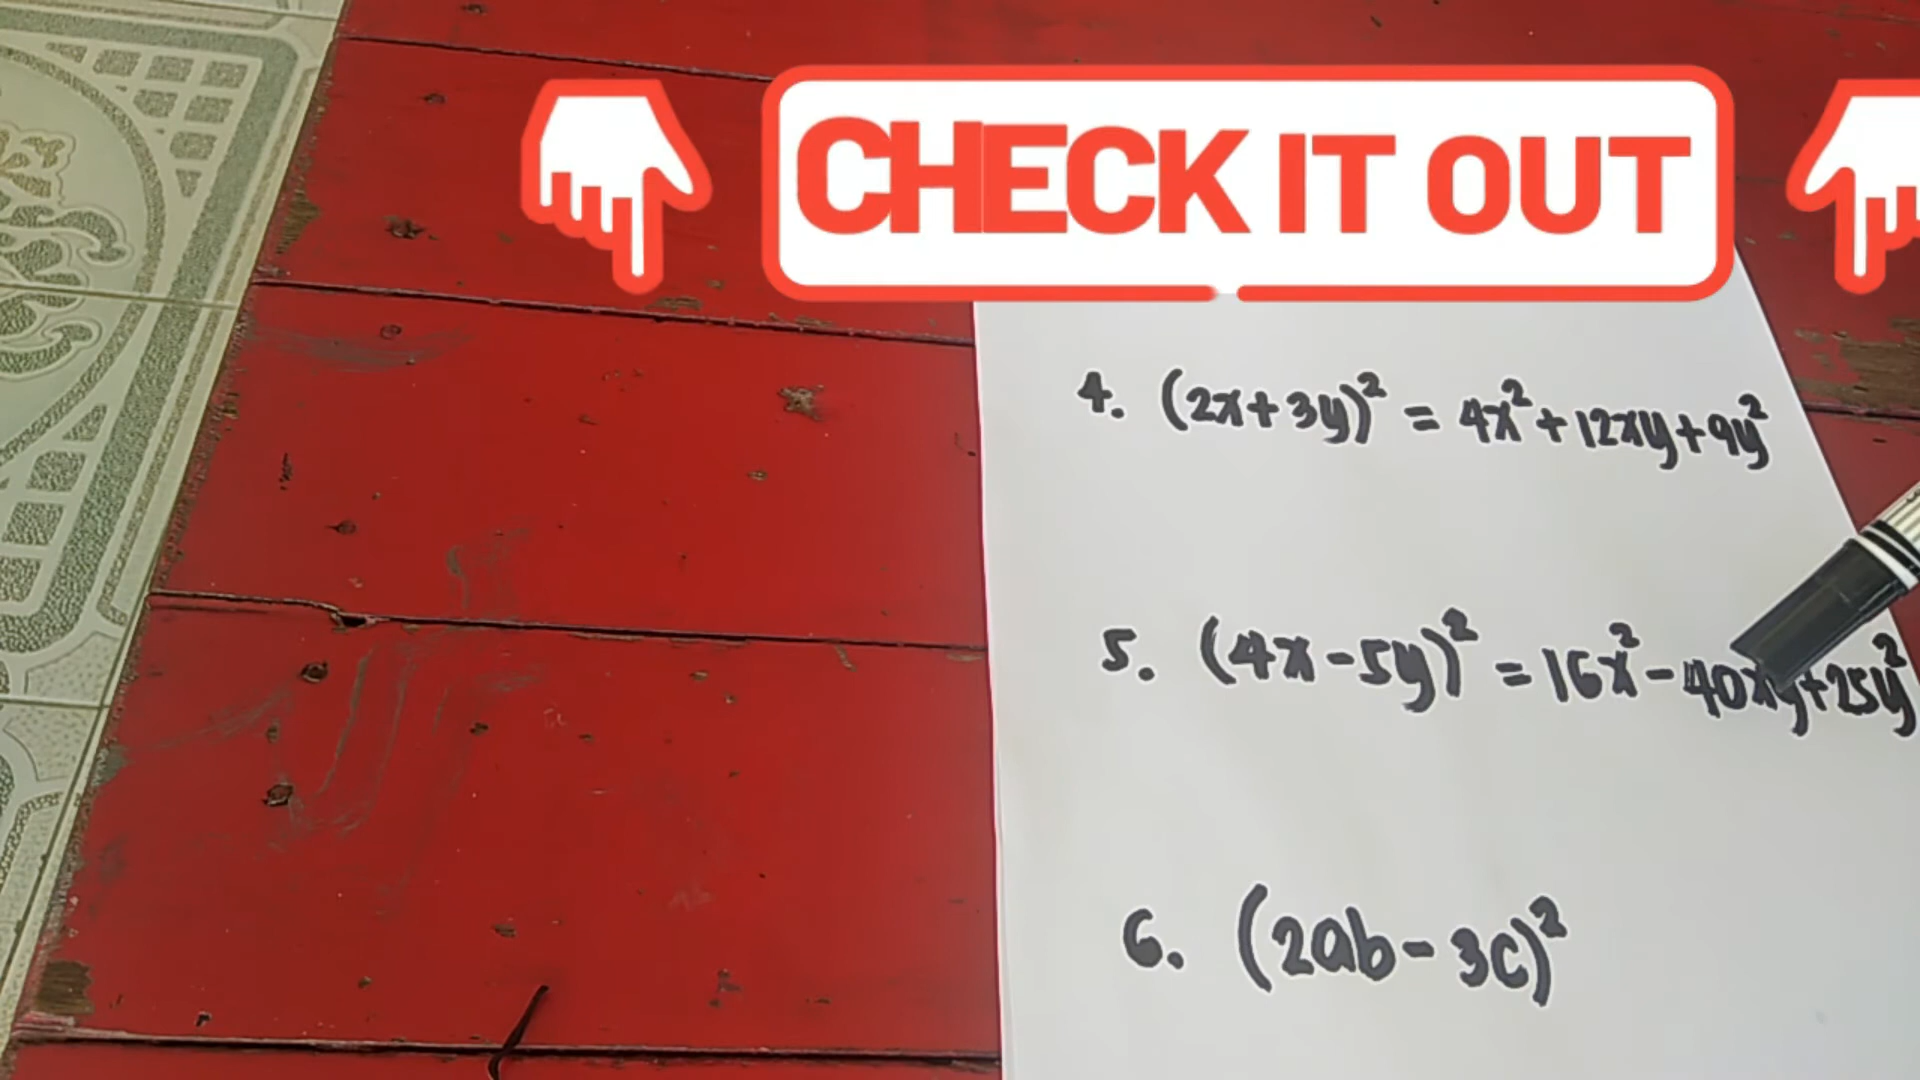 CHECK IT OUT
4. (2x+3y)² = 4x²+12xy+9y²
5. (4x-5y)² = 16x²-40xy+25y²
6. (2ab-3c)²